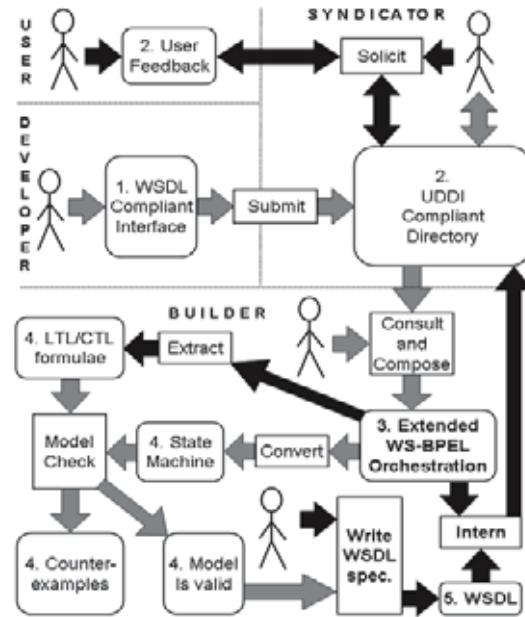 USER
SYNDICATOR
2. User
Feedback
Solicit
DEVELOPER
1. WSDL
Compliant
Interface
Submit
2.
UDDI
Compliant
Directory
BUILDER
4. LTL/CTL
formulae
Extract
Consult
and
Compose
Model
Check
4. State
Machine
Convert
3. Extended
WS-BPEL
Orchestration
4. Counter-
examples
4. Model
Is valid
Write
WSDL
spec.
Intern
5. WSDL